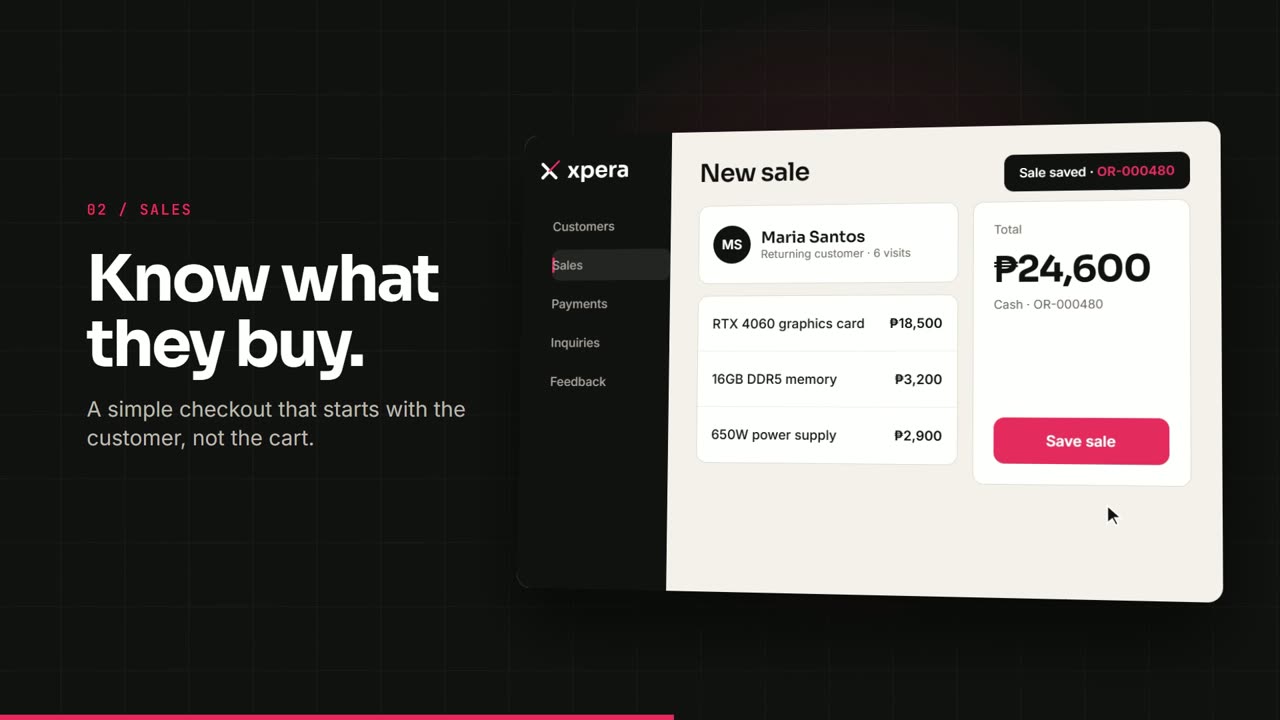 02 / SALES
Know what
they buy.
A simple checkout that starts with the
customer, not the cart.
xpera
Customers
Sales
Payments
Inquiries
Feedback
New sale
Sale saved · OR-000480
MS
Maria Santos
Returning customer · 6 visits
RTX 4060 graphics card ₱18,500
16GB DDR5 memory ₱3,200
650W power supply ₱2,900
Total
₱24,600
Cash · OR-000480
Save sale